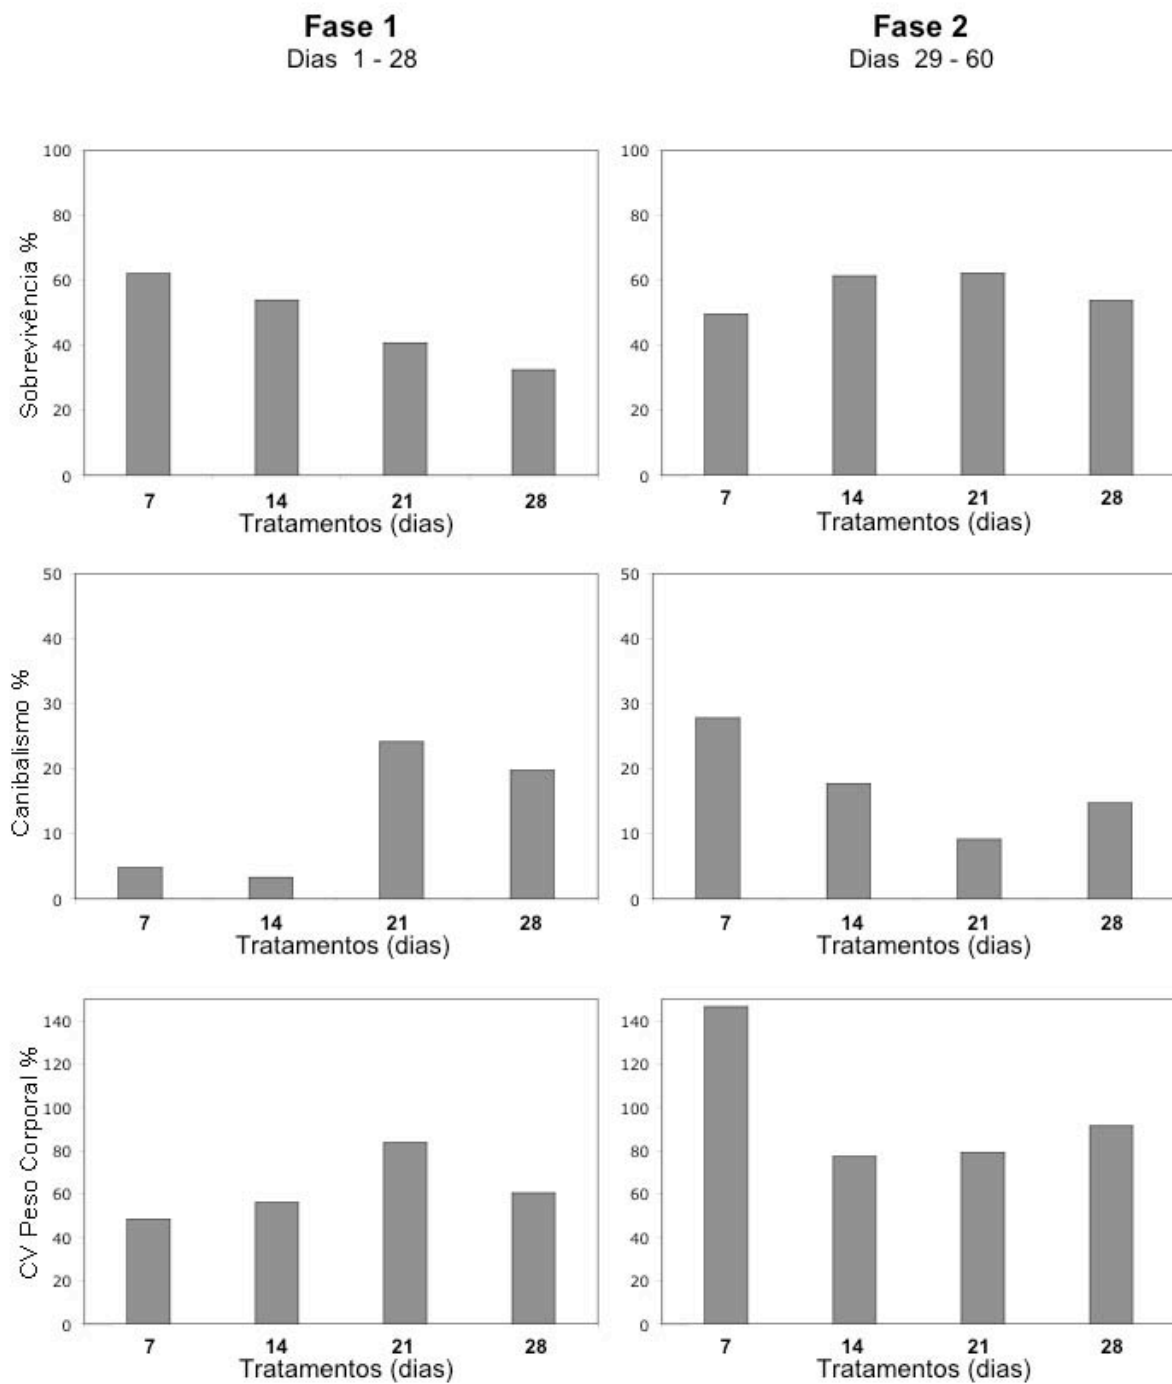 Fase 1
Dias 1 - 28
Fase 2
Dias 29 - 60
Sobrevivência %
100
80
60
40
20
0
7 14 21 28
Tratamentos (dias)
100
80
60
40
20
0
7 14 21 28
Tratamentos (dias)
Canibalismo %
50
40
30
20
10
0
7 14 21 28
Tratamentos (dias)
50
40
30
20
10
0
7 14 21 28
Tratamentos (dias)
CV Peso Corporal %
140
120
100
80
60
40
20
0
7 14 21 28
Tratamentos (dias)
140
120
100
80
60
40
20
0
7 14 21 28
Tratamentos (dias)